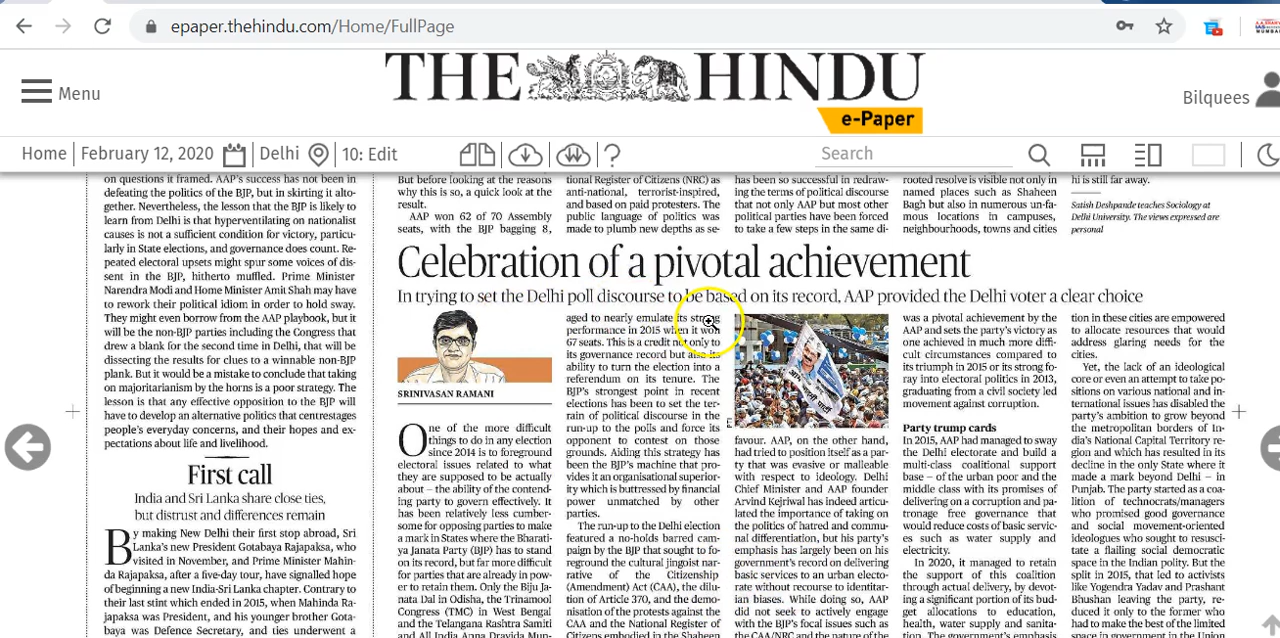 epaper.thehindu.com/Home/FullPage
Menu
THE HINDU
e-Paper
Bilquees
Home
February 12, 2020
Delhi
10: Edit
?
Search
on questions it framed. AAP's success has not been in
defeating the politics of the BJP, but in skirting it alto-
gether. Nevertheless, the lesson that the BJP is likely to
learn from Delhi is that hyperventilating on nationalist
causes is not a sufficient condition for victory, particu-
larly in State elections, and governance does count. Re-
peated electoral upsets might spur some voices of dis-
sent in the BJP, hitherto muffled. Prime Minister
Narendra Modi and Home Minister Amit Shah may have
to rework their political idiom in order to hold sway.
They might even borrow from the AAP playbook, but it
will be the non-BJP parties including the Congress that
drew a blank for the second time in Delhi, that will be
dissecting the results for clues to a winnable non-BJP
plank. But it would be a mistake to conclude that taking
on majoritarianism by the horns is a poor strategy. The
lesson is that any effective opposition to the BJP will
have to develop an alternative politics that centrestages
people's everyday concerns, and their hopes and ex-
pectations about life and livelihood.
First call
India and Sri Lanka share close ties,
but distrust and differences remain
By making New Delhi their first stop abroad, Sri
Lanka's new President Gotabaya Rajapaksa, who
visited in November, and Prime Minister Mahin-
da Rajapaksa, after a five-day tour, have signalled hope
of beginning a new India-Sri Lanka chapter. Contrary to
their last stint which ended in 2015, when Mahinda Ra-
japaksa was President, and his younger brother Gota-
baya was Defence Secretary, and ties underwent a
But before looking at the reasons
why this is so, a quick look at the
result.
AAP won 62 of 70 Assembly
seats, with the BJP bagging 8,
tional Register of Citizens (NRC) as
anti-national, terrorist-inspired,
and based on paid protesters. The
public language of politics was
made to plumb new depths as se-
has been so successful in redraw-
ing the terms of political discourse
that not only AAP but most other
political parties have been forced
to take a few steps in the same di-
rooted resolve is visible not only in
named places such as Shaheen
Bagh but also in numerous un-fa-
mous locations in campuses,
neighbourhoods, towns and cities
hi is still far away.
Satish Deshpande teaches Sociology at
Delhi University. The views expressed are
personal
Celebration of a pivotal achievement
In trying to set the Delhi poll discourse to be based on its record, AAP provided the Delhi voter a clear choice
SRINIVASAN RAMANI
One of the more difficult
things to do in any election
since 2014 is to foreground
electoral issues related to what
they are supposed to be actually
about – the ability of the contend-
ing party to govern effectively. It
has been relatively less cumber-
some for opposing parties to make
a mark in States where the Bharati-
ya Janata Party (BJP) has to stand
on its record, but far more difficult
for parties that are already in pow-
er to retain them. Only the Biju Ja-
nata Dal in Odisha, the Trinamool
Congress (TMC) in West Bengal
and the Telangana Rashtra Samiti
and All India Anna Dravida Mun-
aged to nearly emulate its strong
performance in 2015 when it won
67 seats. This is a credit not only to
its governance record but also its
ability to turn the election into a
referendum on its tenure. The
BJP's strongest point in recent
elections has been to set the ter-
rain of political discourse in the
run-up to the polls and force its
opponent to contest on those
grounds. Aiding this strategy has
been the BJP's machine that pro-
vides it an organisational superior-
ity which is buttressed by financial
power unmatched by other
parties.
The run-up to the Delhi election
featured a no-holds barred cam-
paign by the BJP that sought to fo-
reground the cultural jingoist nar-
rative of the Citizenship
(Amendment) Act (CAA), the dilu-
tion of Article 370, and the demo-
nisation of the protests against the
CAA and the National Register of
Citizens embodied in the Shaheen
favour. AAP, on the other hand,
had tried to position itself as a par-
ty that was evasive or malleable
with respect to ideology. Delhi
Chief Minister and AAP founder
Arvind Kejriwal has indeed articu-
lated the importance of taking on
the politics of hatred and commu-
nal differentiation, but his party's
emphasis has largely been on his
government's record on delivering
basic services to an urban electo-
rate without recourse to identitar-
ian biases. While doing so, AAP
did not seek to actively engage
with the BJP's focal issues such as
the CAA/NRC and the nature of the
was a pivotal achievement by the
AAP and sets the party's victory as
one achieved in much more diffi-
cult circumstances compared to
its triumph in 2015 or its strong fo-
ray into electoral politics in 2013,
graduating from a civil society led
movement against corruption.
Party trump cards
In 2015, AAP had managed to sway
the Delhi electorate and build a
multi-class coalitional support
base – of the urban poor and the
middle class with its promises of
delivering on a corruption and pa-
tronage free governance that
would reduce costs of basic servic-
es such as water supply and
electricity.
In 2020, it managed to retain
the support of this coalition
through actual delivery, by devot-
ing a significant portion of its bud-
get allocations to education,
health, water supply and sanita-
tion. The government's emphasis
tion in these cities are empowered
to allocate resources that would
address glaring needs for the
cities.
Yet, the lack of an ideological
core or even an attempt to take po-
sitions on various national and in-
ternational issues has disabled the
party's ambition to grow beyond
the metropolitan borders of In-
dia's National Capital Territory re-
gion and which has resulted in its
decline in the only State where it
made a mark beyond Delhi – in
Punjab. The party started as a coa-
lition of technocrats/managers
who promised good governance
and social movement-oriented
ideologues who sought to resusci-
tate a flailing social democratic
space in the Indian polity. But the
split in 2015, that led to activists
like Yogendra Yadav and Prashant
Bhushan leaving the party, re-
duced it only to the former who
had to make the best of the limited
space in government in the Union